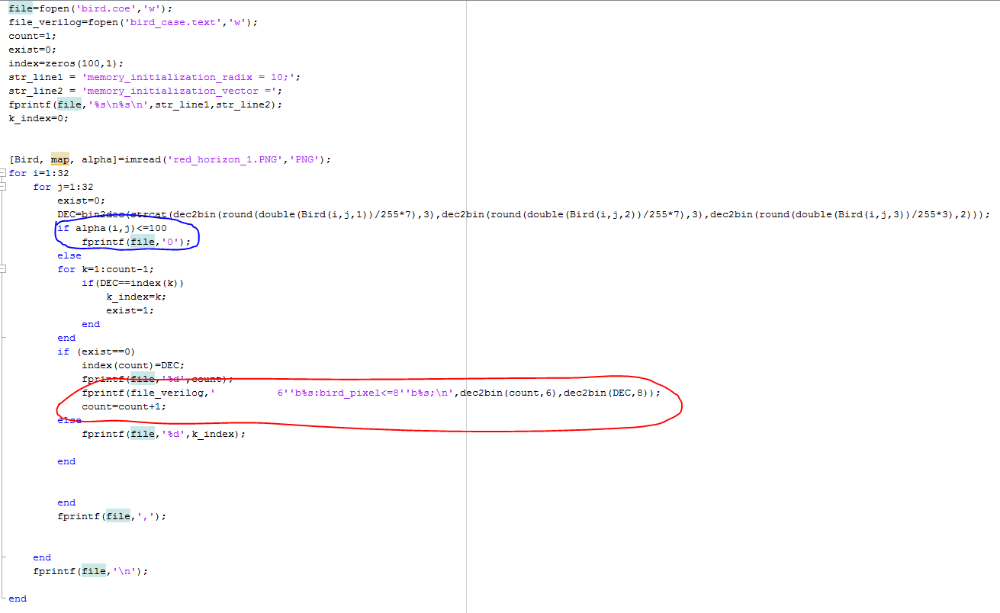 file=fopen('bird.coe','w');
file_verilog=fopen('bird_case.text','w');
count=1;
exist=0;
index=zeros(100,1);
str_line1 = 'memory_initialization_radix = 10;';
str_line2 = 'memory_initialization_vector =';
fprintf(file,'%s\n%s\n',str_line1,str_line2);
k_index=0;
[Bird, map, alpha]=imread('red_horizon_1.PNG','PNG');
for i=1:32
for j=1:32
exist=0;
DEC=bin2dec(strcat(dec2bin(round(double(Bird(i,j,1))/255*7),3),dec2bin(round(double(Bird(i,j,2))/255*7),3),dec2bin(round(double(Bird(i,j,3))/255*3),2)));
if alpha(i,j)<=100
fprintf(file,'0');
else
for k=1:count-1;
if(DEC==index(k))
k_index=k;
exist=1;
end
end
if (exist==0)
index(count)=DEC;
fprintf(file,'%d',count);
fprintf(file_verilog,'          6''b%s:bird_pixel<=8''b%s;\n',dec2bin(count,6),dec2bin(DEC,8));
count=count+1;
else
fprintf(file,'%d',k_index);
end
end
fprintf(file,',');
end
fprintf(file,'\n');
end